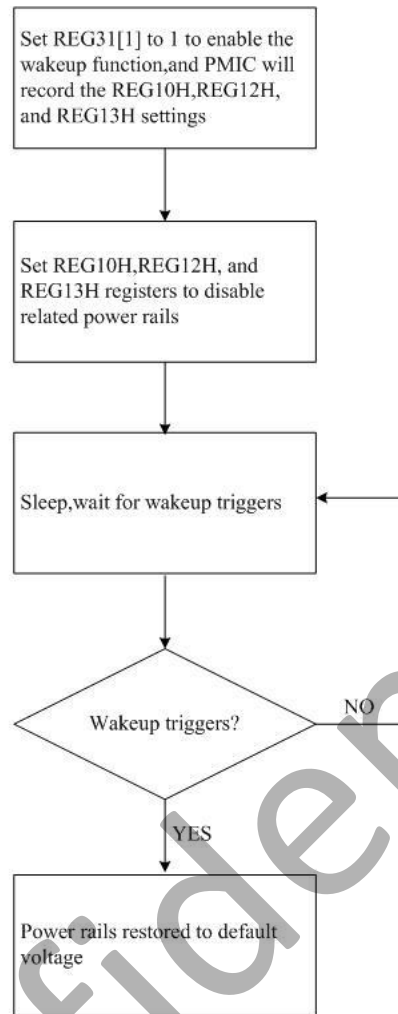 Set REG31[1] to 1 to enable the
wakeup function,and PMIC will
record the REG10H,REG12H,
and REG13H settings
Set REG10H,REG12H, and
REG13H registers to disable
related power rails
Sleep,wait for wakeup triggers
Wakeup triggers?
NO
YES
Power rails restored to default
voltage